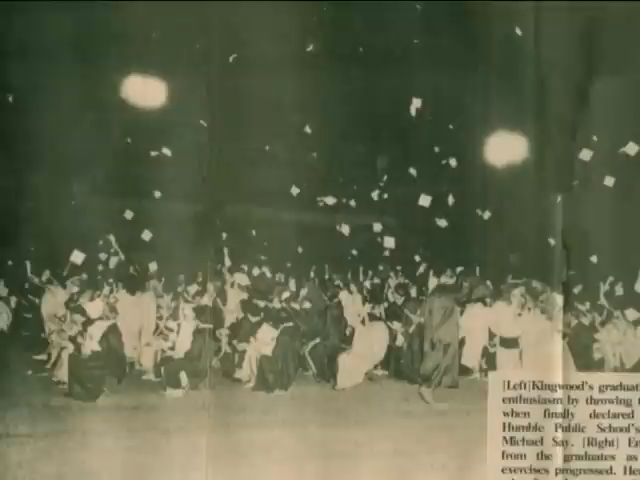 [Left]Kingwood's graduat
enthusiasm by throwing t
when finally declared
Humble Public School's
Michael Say. [Right] En
from the graduates as
exercises progressed. He